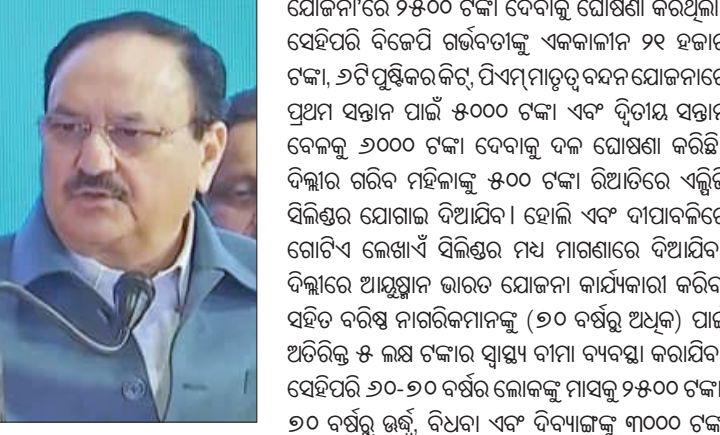 ଯୋଜନା'ରେ ୨୫୦୦ ଟଙ୍କା ଦେବାକୁ ଘୋଷଣା କରିଥିଲା
ସେହିପରି ବିଜେପି ଗର୍ଭବତୀଙ୍କୁ ଏକକାଳୀନ ୨୧ ହଜାର
ଟଙ୍କା, ୬ଟି ପୁଷ୍ଟିକର କିଟ୍, ପିଏମ୍ ମାତୃତ୍ୱ ବନ୍ଦନ ଯୋଜନାରେ
ପ୍ରଥମ ସନ୍ତାନ ପାଇଁ ୫୦୦୦ ଟଙ୍କା ଏବଂ ଦ୍ୱିତୀୟ ସନ୍ତାନ
ବେଳକୁ ୬୦୦୦ ଟଙ୍କା ଦେବାକୁ ଦଳ ଘୋଷଣା କରିଛି
ଦିଲ୍ଲୀର ଗରିବ ମହିଳାଙ୍କୁ ୫୦୦ ଟଙ୍କା ରିଆତିରେ ଏଲ୍ପିଜି
ସିଲିଣ୍ଡର ଯୋଗାଇ ଦିଆଯିବ। ହୋଲି ଏବଂ ଦୀପାବଳିରେ
ଗୋଟିଏ ଲେଖାଏଁ ସିଲିଣ୍ଡର ମଧ୍ୟ ମାଗଣାରେ ଦିଆଯିବ
ଦିଲ୍ଲୀରେ ଆୟୁଷ୍ମାନ ଭାରତ ଯୋଜନା କାର୍ଯ୍ୟକାରୀ କରିବା
ସହିତ ବରିଷ୍ଠ ନାଗରିକମାନଙ୍କୁ (୭୦ ବର୍ଷରୁ ଅଧିକ) ପାଇଁ
ଅତିରିକ୍ତ ୫ ଲକ୍ଷ ଟଙ୍କାର ସ୍ୱାସ୍ଥ୍ୟ ବୀମା ବ୍ୟବସ୍ଥା କରାଯିବ
ସେହିପରି ୬୦-୭୦ ବର୍ଷର ଲୋକଙ୍କୁ ମାସକୁ ୨୫୦୦ ଟଙ୍କା
୭୦ ବର୍ଷରୁ ଊର୍ଦ୍ଧ୍ୱ, ବିଧବା ଏବଂ ଦିବ୍ୟାଙ୍ଗଙ୍କୁ ୩୦୦୦ ଟଙ୍କା